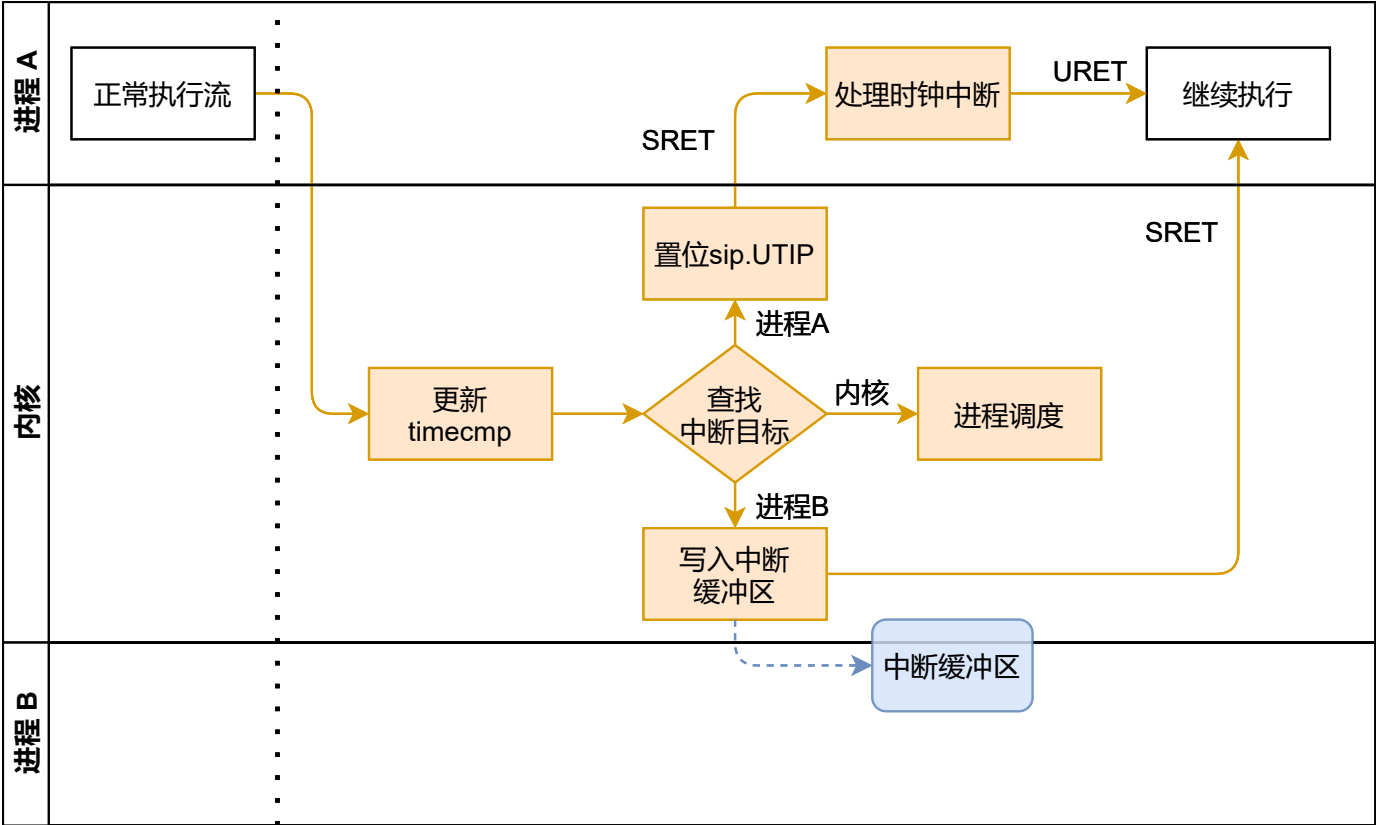 进程 A
正常执行流
处理时钟中断
URET
继续执行
SRET
内核
置位sip.UTIP
SRET
进程A
更新
timecmp
查找
中断目标
内核
进程调度
进程B
写入中断
缓冲区
进程 B
中断缓冲区